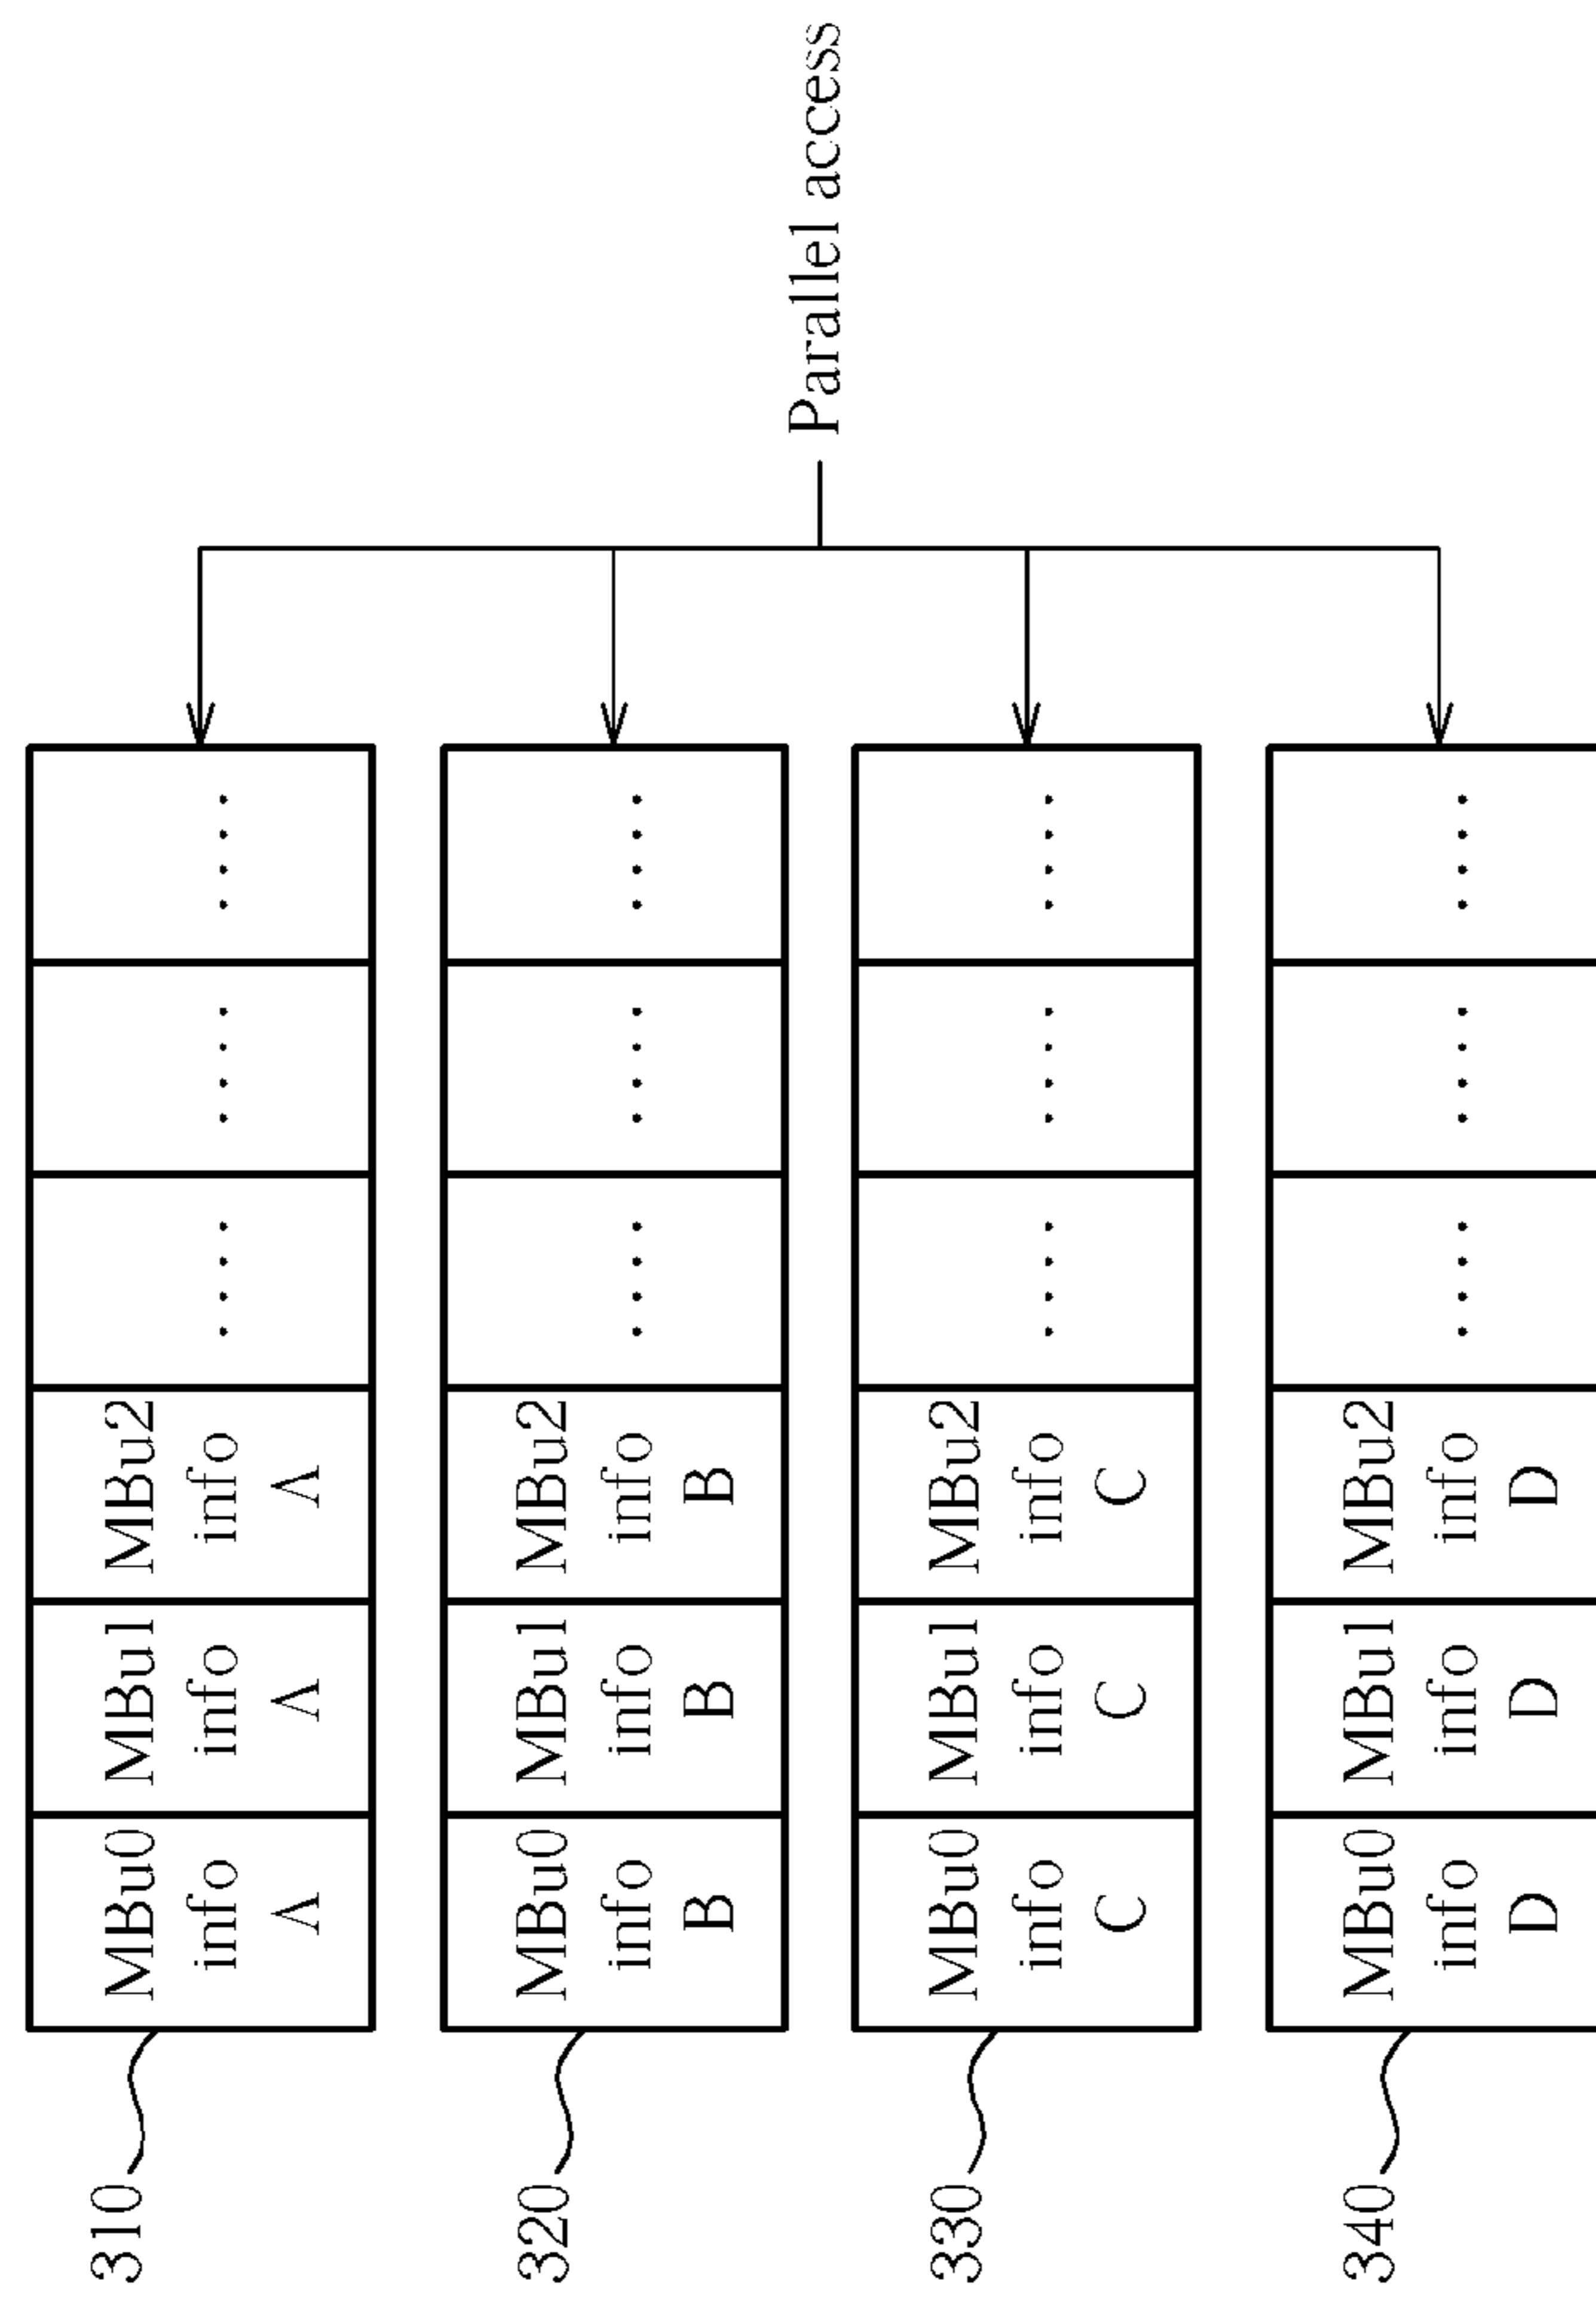 310
MBu0
info
A
MBu1
info
A
MBu2
info
A
....
....
....
320
MBu0
info
B
MBu1
info
B
MBu2
info
B
....
....
....
Parallel access
330
MBu0
info
C
MBu1
info
C
MBu2
info
C
....
....
....
340
MBu0
info
D
MBu1
info
D
MBu2
info
D
....
....
....